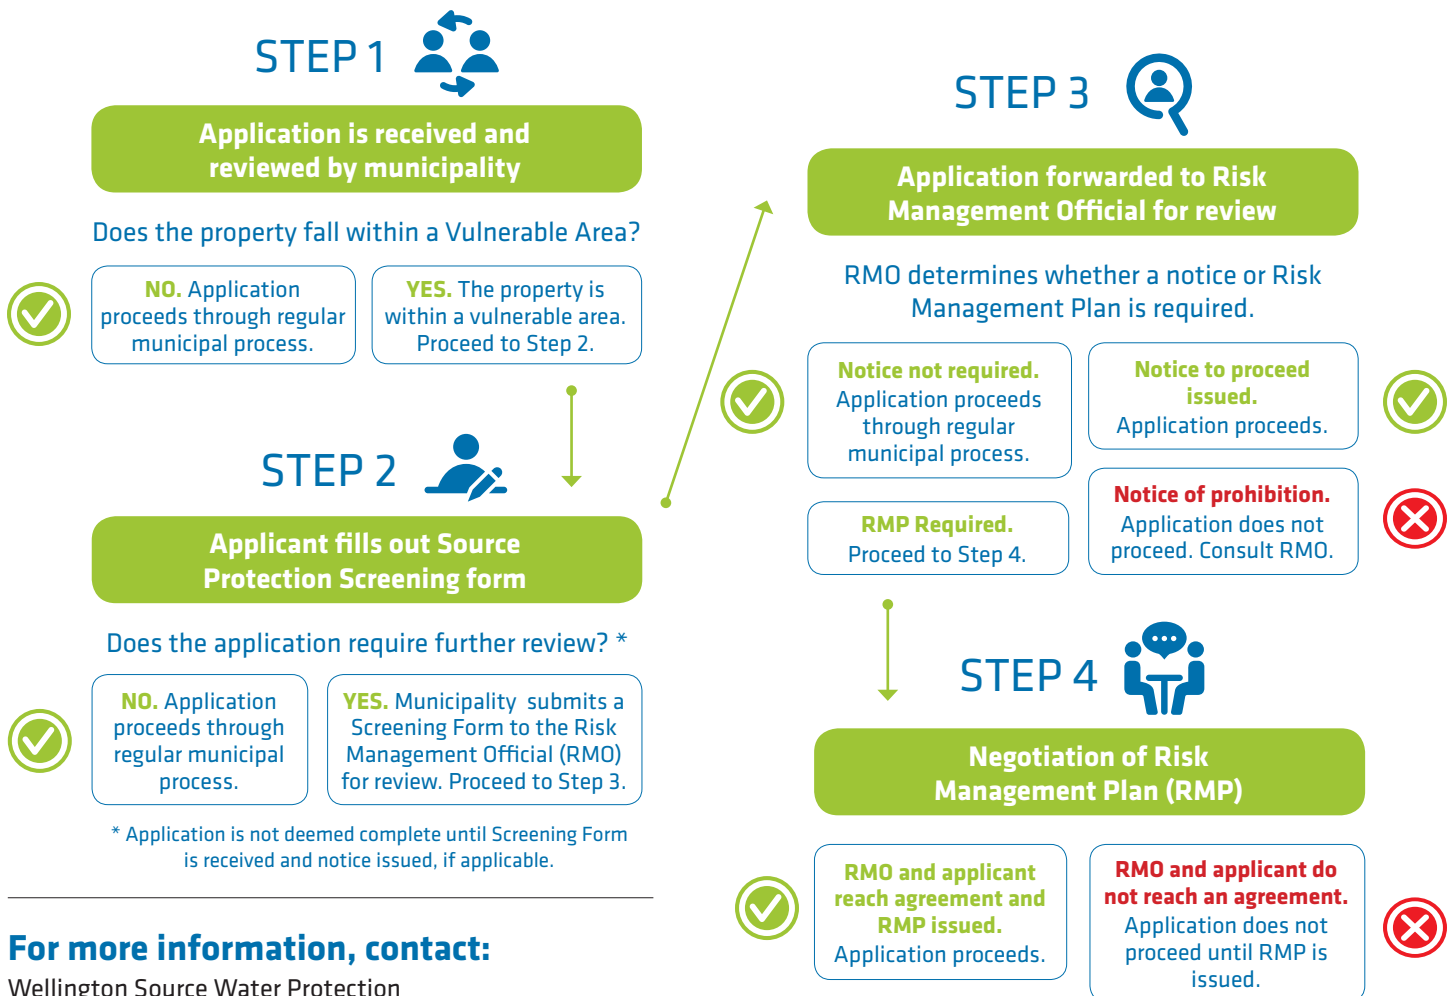 STEP 1
Application is received and
reviewed by municipality
Does the property fall within a Vulnerable Area?
NO. Application
proceeds through regular
municipal process.
YES. The property is
within a vulnerable area.
Proceed to Step 2.
STEP 2
Applicant fills out Source
Protection Screening form
Does the application require further review? *
NO. Application
proceeds through
regular municipal
process.
YES. Municipality submits a
Screening Form to the Risk
Management Official (RMO)
for review. Proceed to Step 3.
* Application is not deemed complete until Screening Form
is received and notice issued, if applicable.
For more information, contact:
Wellington Source Water Protection
STEP 3
Application forwarded to Risk
Management Official for review
RMO determines whether a notice or Risk
Management Plan is required.
Notice not required.
Application proceeds
through regular
municipal process.
Notice to proceed
issued.
Application proceeds.
RMP Required.
Proceed to Step 4.
Notice of prohibition.
Application does not
proceed. Consult RMO.
STEP 4
Negotiation of Risk
Management Plan (RMP)
RMO and applicant
reach agreement and
RMP issued.
Application proceeds.
RMO and applicant do
not reach an agreement.
Application does not
proceed until RMP is
issued.